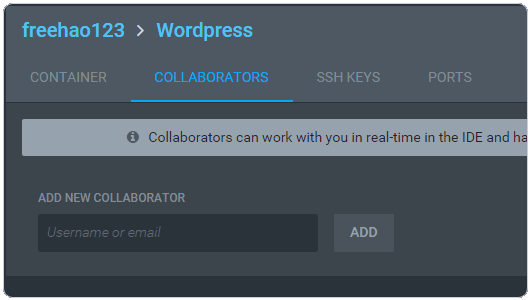 freehao123 > Wordpress
CONTAINER COLLABORATORS SSH KEYS PORTS
Collaborators can work with you in real-time in the IDE and ha
ADD NEW COLLABORATOR
Username or email ADD